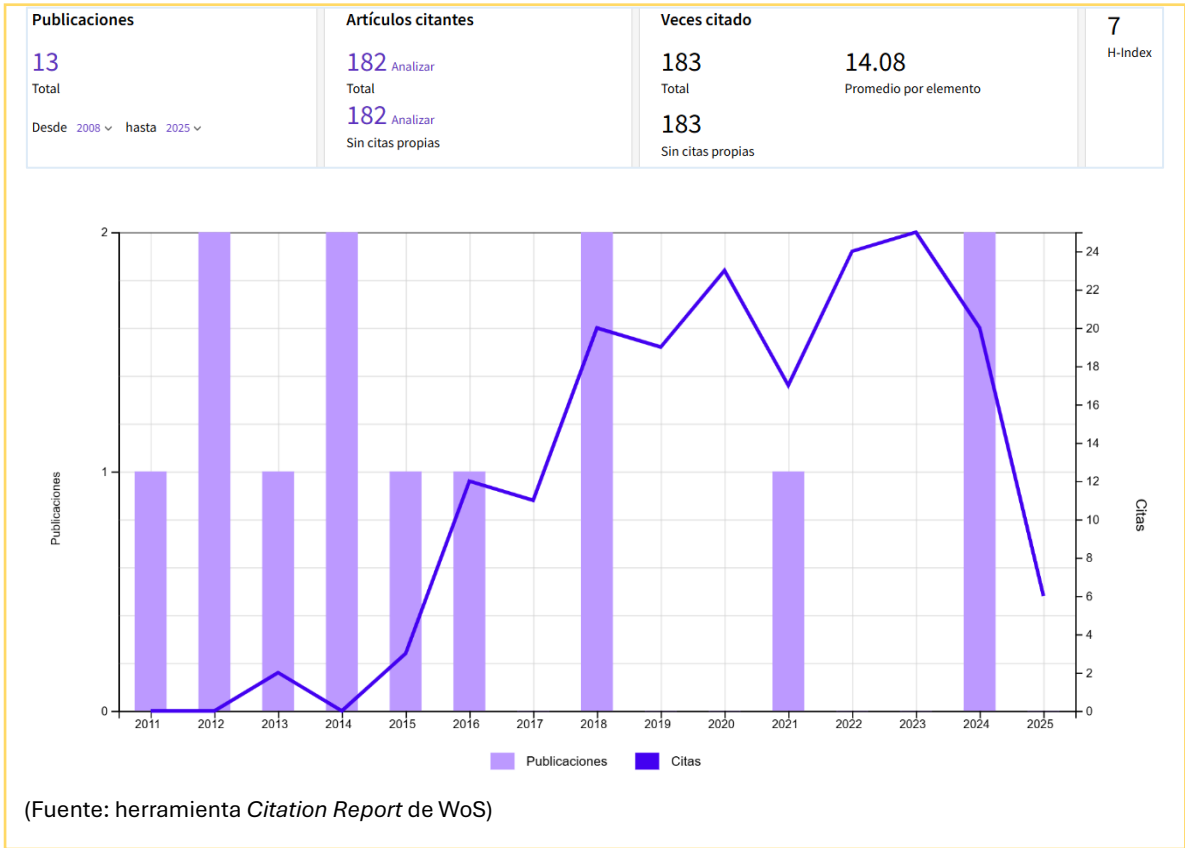 Publicaciones
13
Total
Desde 2008 hasta 2025
Artículos citantes
182 Analizar
Total
182 Analizar
Sin citas propias
Veces citado
183
Total
183
Sin citas propias
14.08
Promedio por elemento
7
H-Index
Publicaciones
2
1
0
24
22
20
18
16
14
12
10
8
6
4
2
0
Citas
2011 2012 2013 2014 2015 2016 2017 2018 2019 2020 2021 2022 2023 2024 2025
Publicaciones Citas
(Fuente: herramienta Citation Report de WoS)